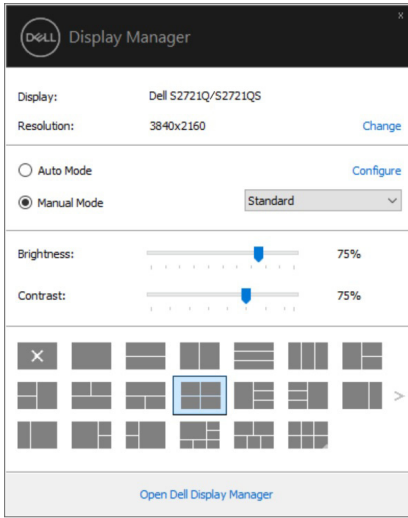 x
DELL Display Manager
Display: Dell S2721Q/S2721QS
Resolution: 3840x2160 Change
Auto Mode Configure
Manual Mode Standard
Brightness: 75%
Contrast: 75%
Open Dell Display Manager